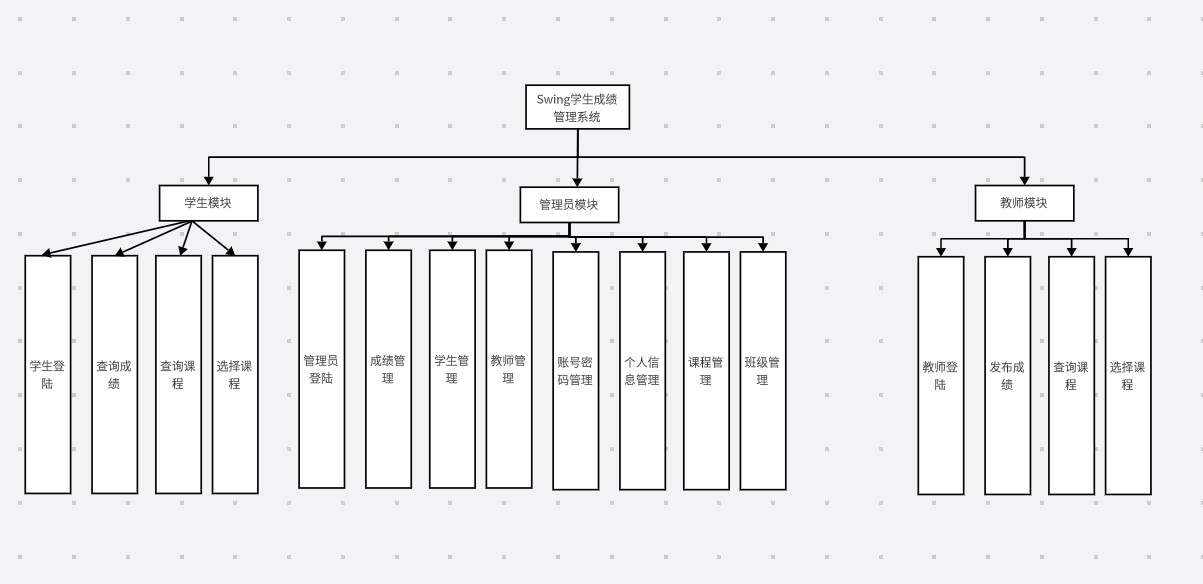 Swing学生成绩
管理系统
学生模块
管理员模块
教师模块
学生登
陆
查询成
绩
查询课
程
选择课
程
管理员
登陆
成绩管
理
学生管
理
教师管
理
账号密
码管理
个人信
息管理
课程管
理
班级管
理
教师登
陆
发布成
绩
查询课
程
选择课
程